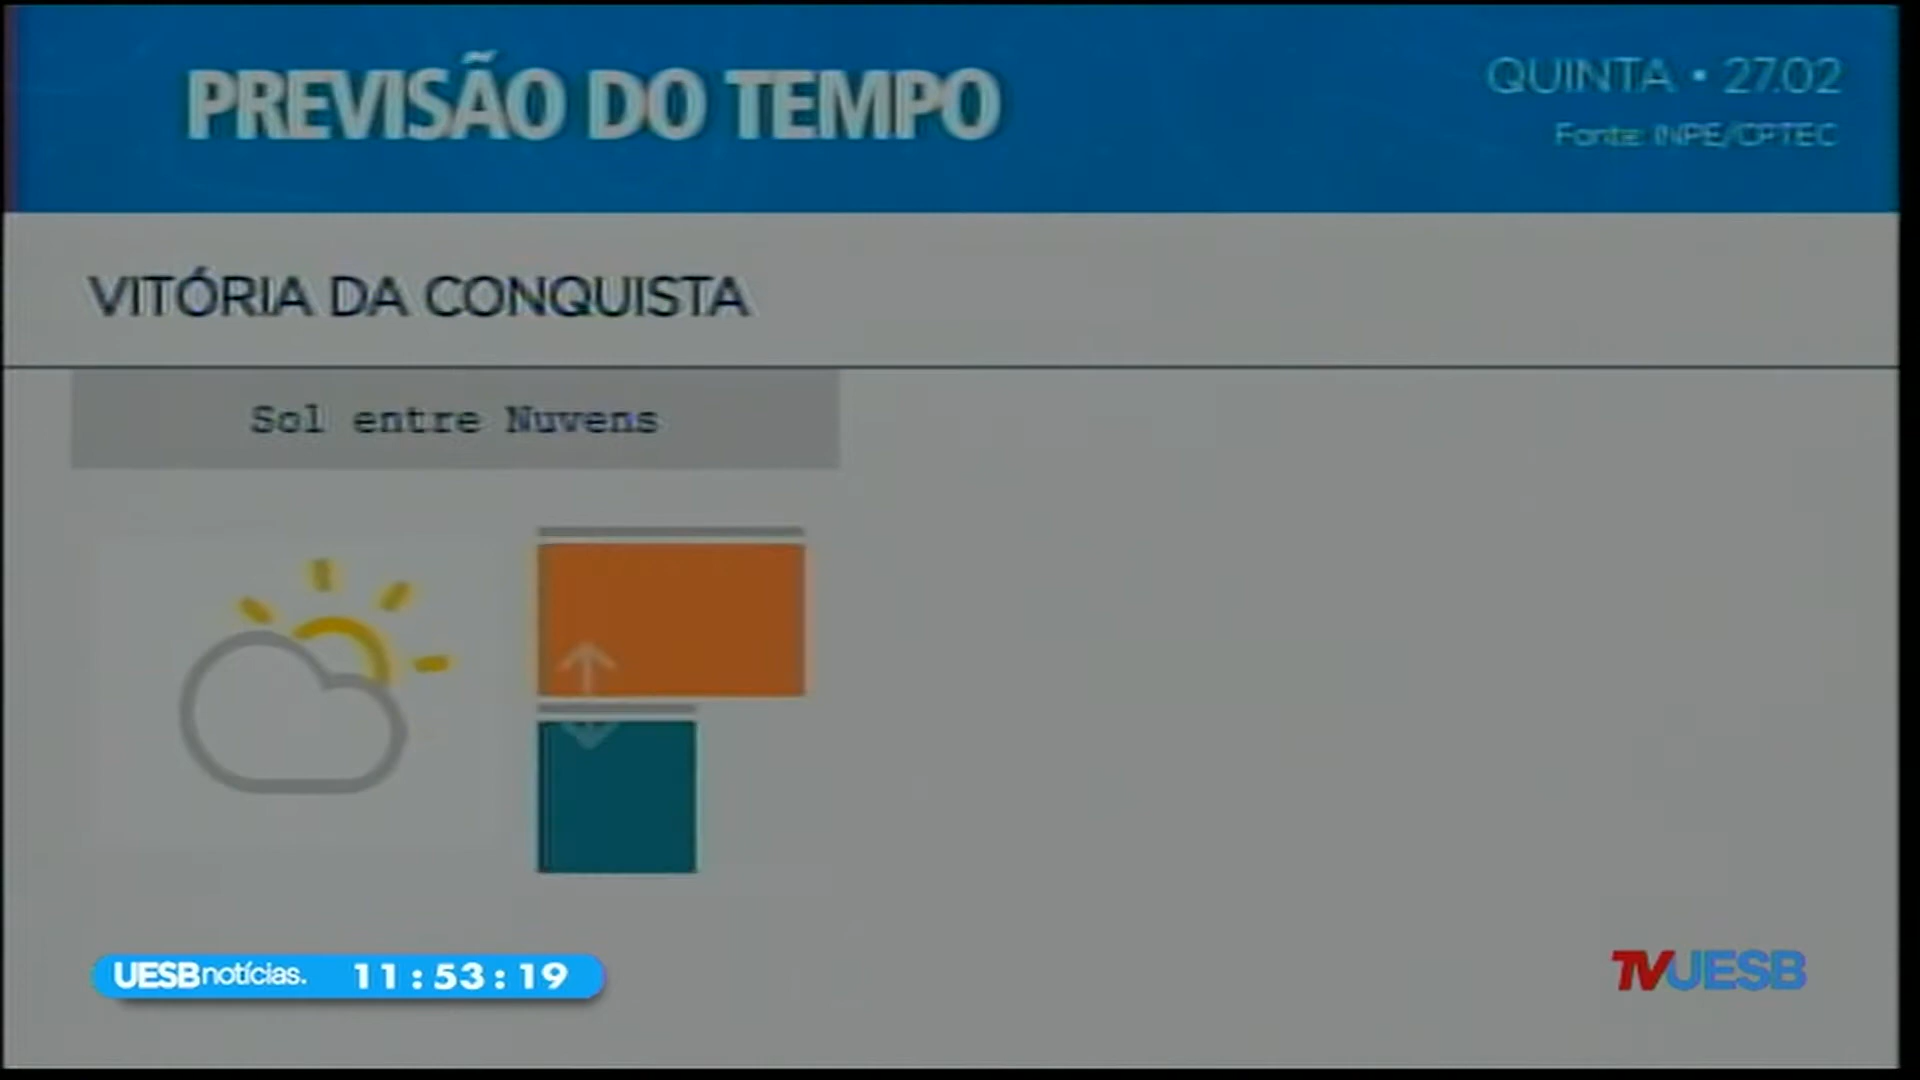 PREVISÃO DO TEMPO
QUINTA • 27.02
Fonte: INPE/CPTEC
VITÓRIA DA CONQUISTA
Sol entre Nuvens
UESBnotícias. 11:53:19
TVUESB